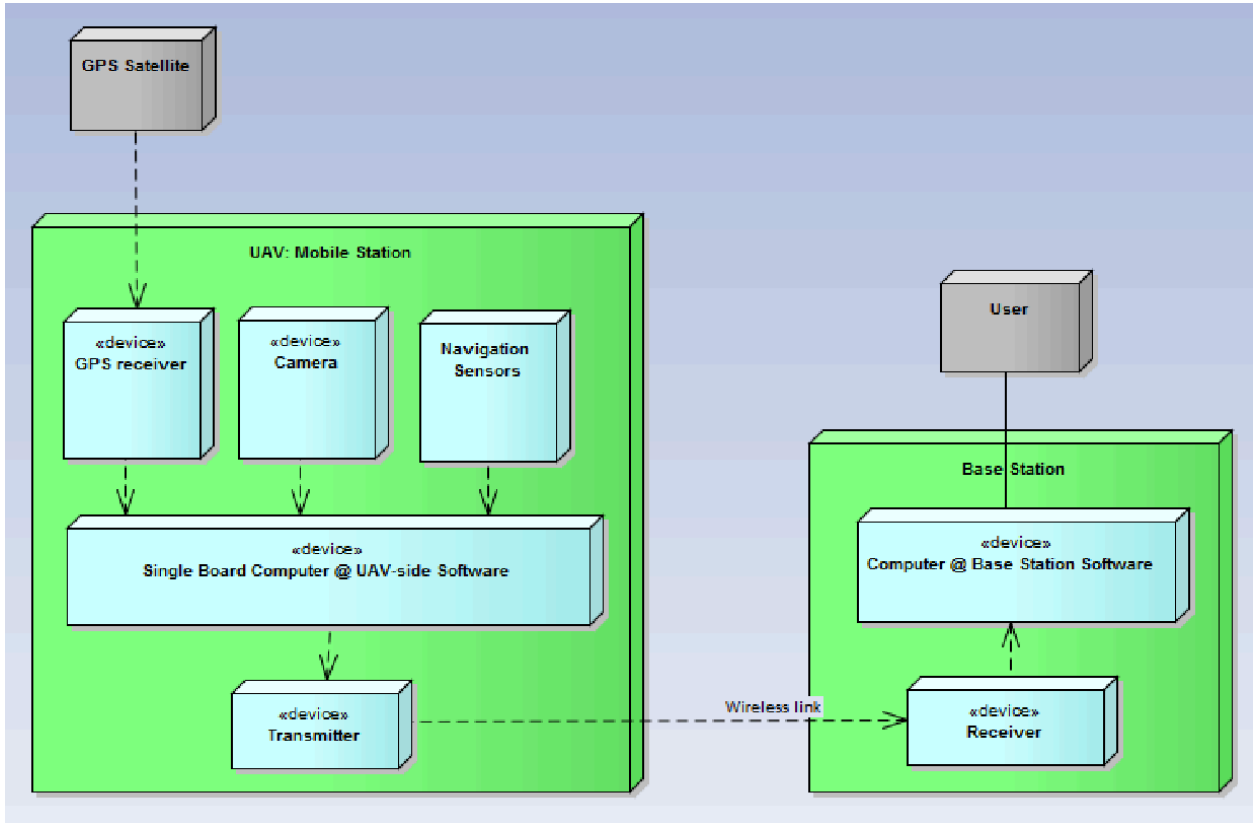 GPS Satellite
UAV: Mobile Station
«device»
GPS receiver
«device»
Camera
Navigation
Sensors
«device»
Single Board Computer @ UAV-side Software
«device»
Transmitter
Wireless link
User
Base Station
«device»
Computer @ Base Station Software
«device»
Receiver